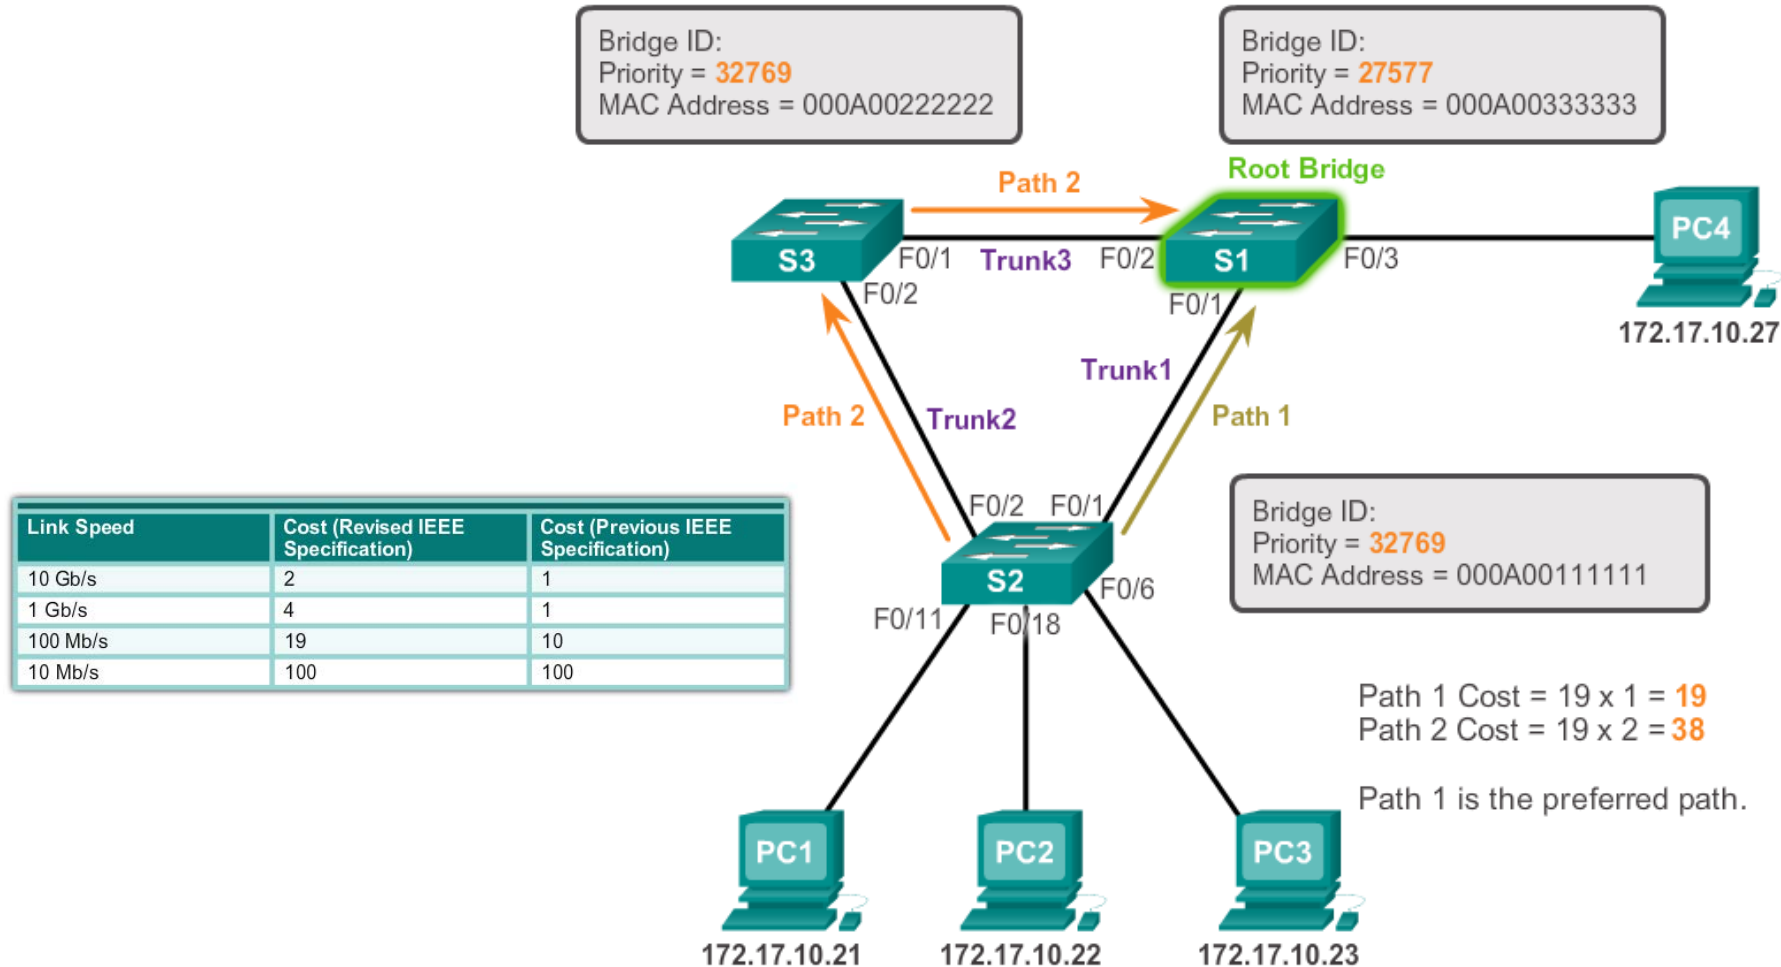 Bridge ID:
Priority = 32769
MAC Address = 000A00222222
Bridge ID:
Priority = 27577
MAC Address = 000A00333333
Root Bridge
Path 2
S3
F0/1
Trunk3
F0/2
S1
F0/3
PC4
172.17.10.27
F0/2
F0/1
Trunk1
Path 2
Trunk2
Path 1
F0/2
F0/1
Bridge ID:
Priority = 32769
MAC Address = 000A00111111
S2
F0/6
F0/11
F0/18
Link Speed
Cost (Revised IEEE
Specification)
Cost (Previous IEEE
Specification)
10 Gb/s
2
1
1 Gb/s
4
1
100 Mb/s
19
10
10 Mb/s
100
100
Path 1 Cost = 19 x 1 = 19
Path 2 Cost = 19 x 2 = 38
Path 1 is the preferred path.
PC1
PC2
PC3
172.17.10.21
172.17.10.22
172.17.10.23